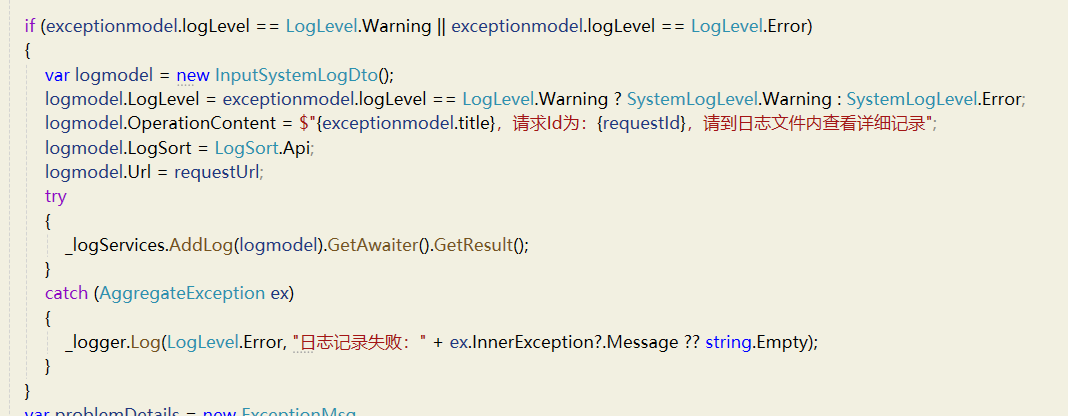 if (exceptionmodel.logLevel == LogLevel.Warning || exceptionmodel.logLevel == LogLevel.Error)
{
var logmodel = new InputSystemLogDto();
logmodel.LogLevel = exceptionmodel.logLevel == LogLevel.Warning ? SystemLogLevel.Warning : SystemLogLevel.Error;
logmodel.OperationContent = $"{exceptionmodel.title}，请求Id为：{requestId}，请到日志文件内查看详细记录";
logmodel.LogSort = LogSort.Api;
logmodel.Url = requestUrl;
try
{
_logServices.AddLog(logmodel).GetAwaiter().GetResult();
}
catch (AggregateException ex)
{
_logger.Log(LogLevel.Error, "日志记录失败：" + ex.InnerException?.Message ?? string.Empty);
}
}
var problemDetails = new ExceptionMsg